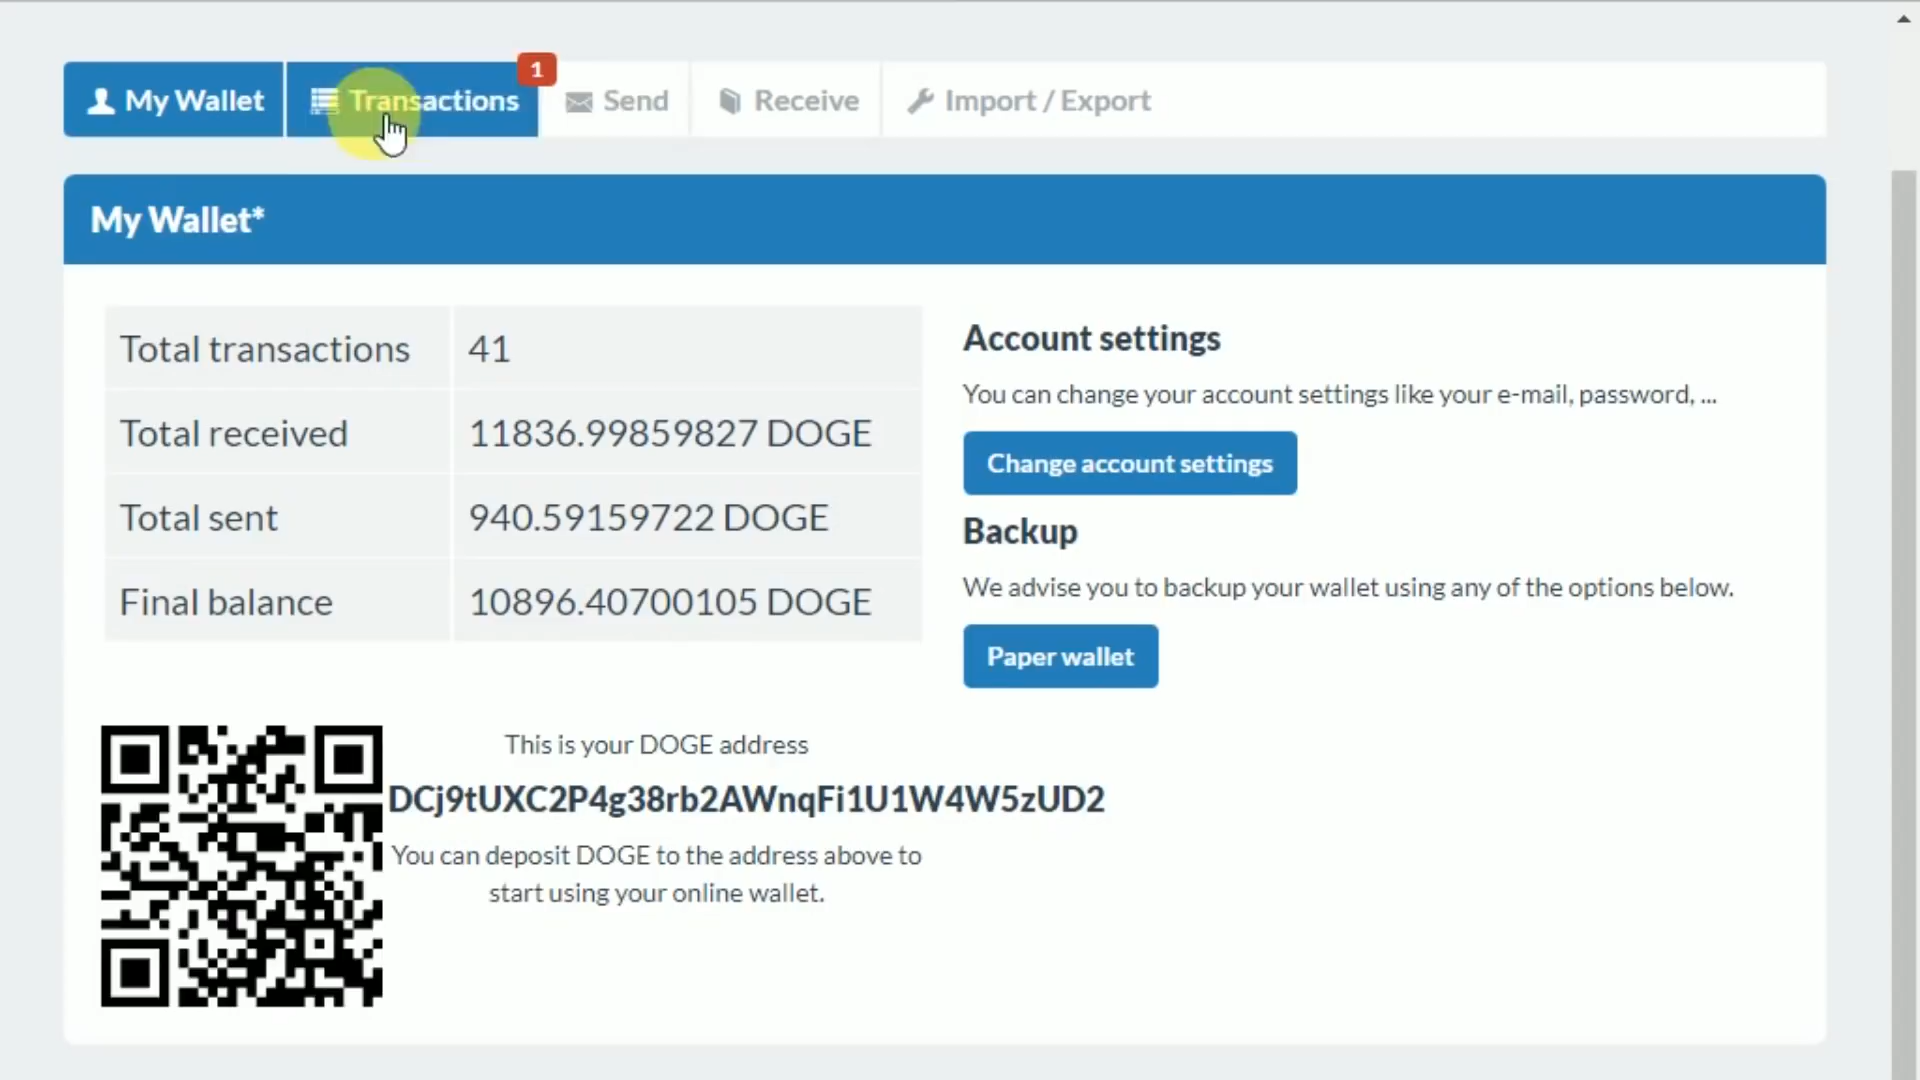 My Wallet
Transactions
1
Send
Receive
Import / Export
My Wallet*
Total transactions 41
Total received 11836.99859827 DOGE
Total sent 940.59159722 DOGE
Final balance 10896.40700105 DOGE
Account settings
You can change your account settings like your e-mail, password, ...
Change account settings
Backup
We advise you to backup your wallet using any of the options below.
Paper wallet
This is your DOGE address
DCj9tUXC2P4g38rb2AWnqFi1U1W4W5zUD2
You can deposit DOGE to the address above to
start using your online wallet.